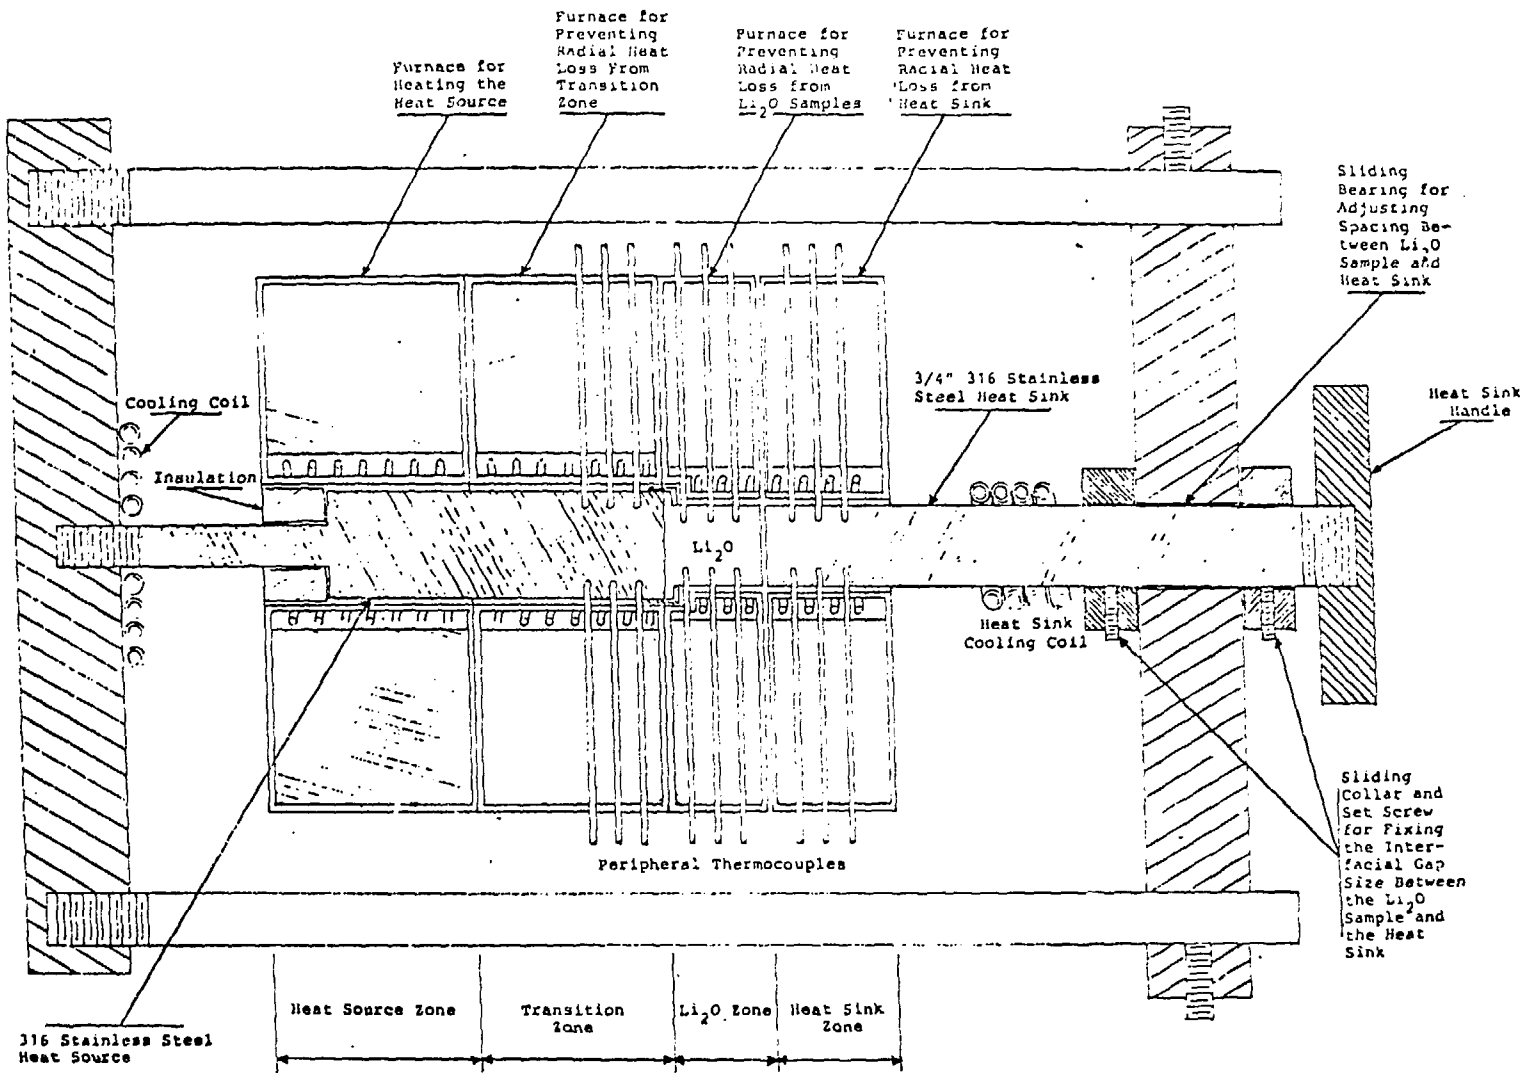 Furnace for
Heating the
Heat Source
Furnace for
Preventing
Radial Heat
Loss From
Transition
Zone
Furnace for
Preventing
Radial Heat
Loss from
Li₂O Samples
Furnace for
Preventing
Radial Heat
Loss from
Heat Sink
Sliding
Bearing for
Adjusting
Spacing Be-
tween Li₂O
Sample and
Heat Sink
3/4" 316 Stainless
Steel Heat Sink
Heat Sink
Handle
Cooling Coil
Insulation
Li₂O
Heat Sink
Cooling Coil
Sliding
Collar and
Set Screw
for Fixing
the Inter-
facial Gap
Size Between
the Li₂O
Sample and
the Heat
Sink
Peripheral Thermocouples
Heat Source Zone
Transition
Zone
Li₂O Zone
Heat Sink
Zone
316 Stainless Steel
Heat Source